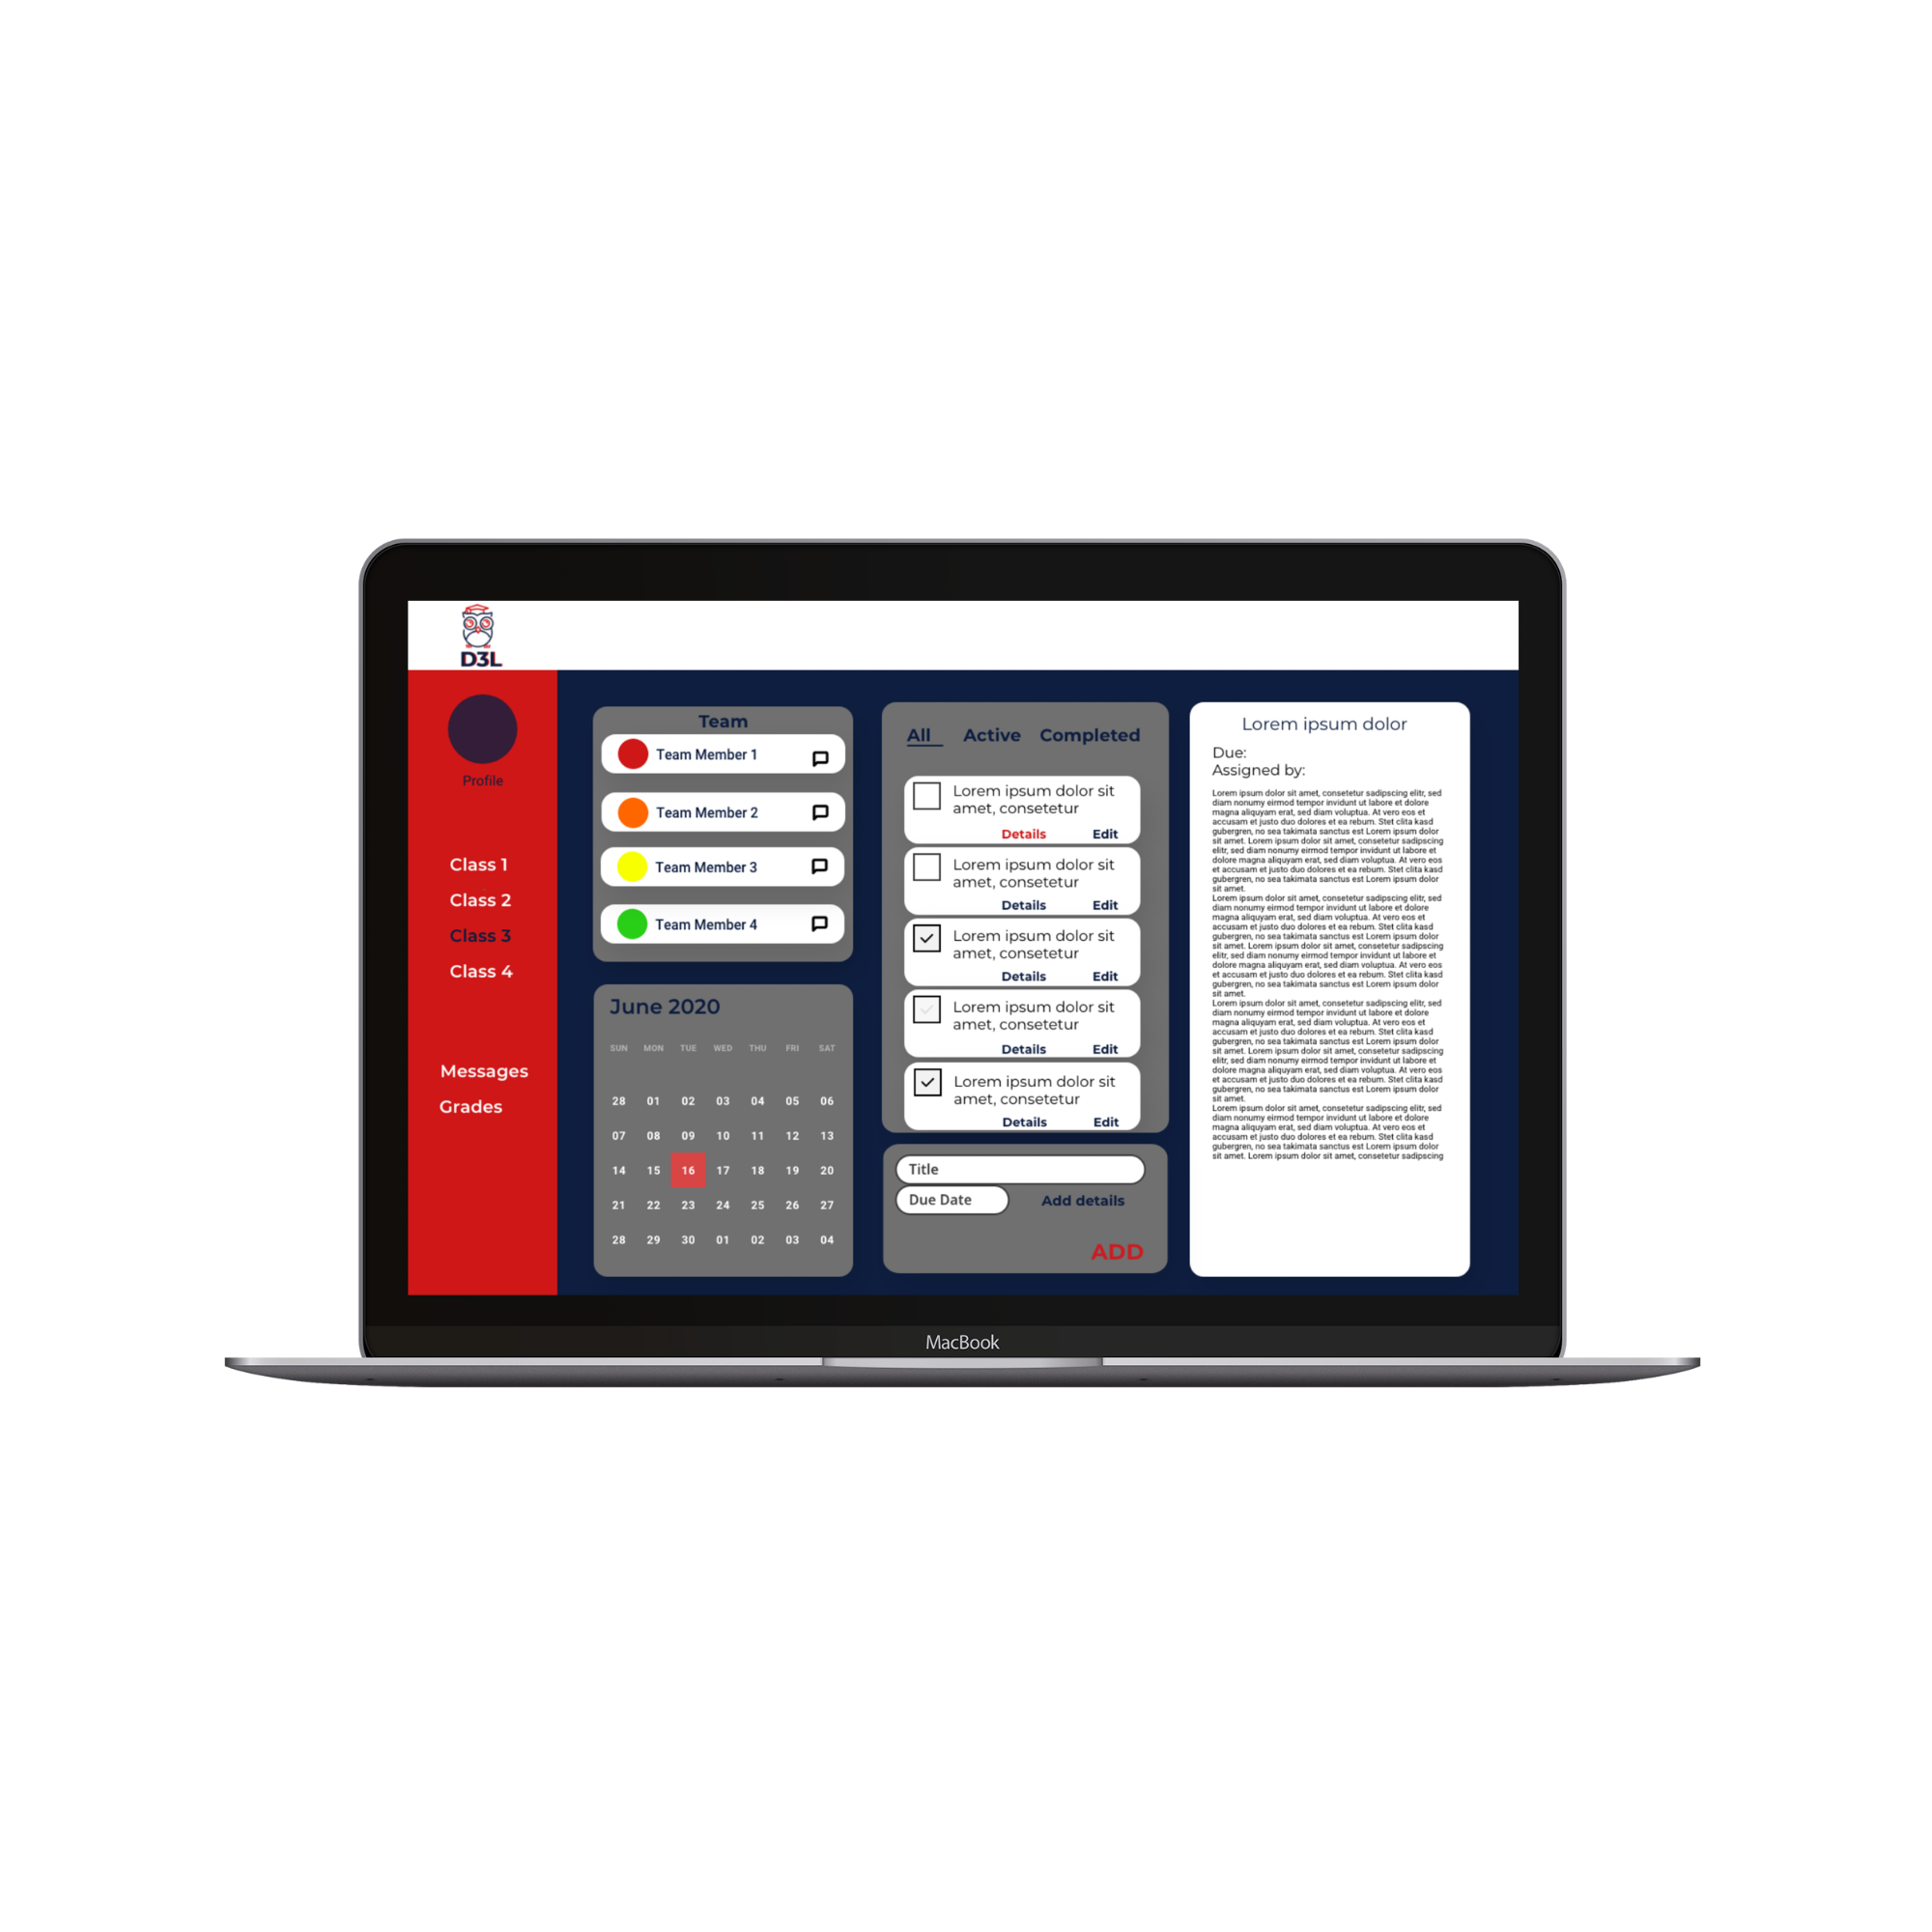 D3L
Profile
Class 1
Class 2
Class 3
Class 4
Messages
Grades
Team
Team Member 1
Team Member 2
Team Member 3
Team Member 4
June 2020
SUN MON TUE WED THU FRI SAT
28 01 02 03 04 05 06
07 08 09 10 11 12 13
14 15 16 17 18 19 20
21 22 23 24 25 26 27
28 29 30 01 02 03 04
All Active Completed
Lorem ipsum dolor sit
amet, consetetur
Details Edit
Lorem ipsum dolor sit
amet, consetetur
Details Edit
Lorem ipsum dolor sit
amet, consetetur
Details Edit
Lorem ipsum dolor sit
amet, consetetur
Details Edit
Lorem ipsum dolor sit
amet, consetetur
Details Edit
Title
Due Date Add details
ADD
Lorem ipsum dolor
Due:
Assigned by:
Lorem ipsum dolor sit amet, consetetur sadipscing elitr, sed
diam nonumy eirmod tempor invidunt ut labore et dolore
magna aliquyam erat, sed diam voluptua. At vero eos et
accusam et justo duo dolores et ea rebum. Stet clita kasd
gubergren, no sea takimata sanctus est Lorem ipsum dolor
sit amet. Lorem ipsum dolor sit amet, consetetur sadipscing
elitr, sed diam nonumy eirmod tempor invidunt ut labore et
dolore magna aliquyam erat, sed diam voluptua. At vero eos
et accusam et justo duo dolores et ea rebum. Stet clita kasd
gubergren, no sea takimata sanctus est Lorem ipsum dolor
sit amet.
Lorem ipsum dolor sit amet, consetetur sadipscing elitr, sed
diam nonumy eirmod tempor invidunt ut labore et dolore
magna aliquyam erat, sed diam voluptua. At vero eos et
accusam et justo duo dolores et ea rebum. Stet clita kasd
gubergren, no sea takimata sanctus est Lorem ipsum dolor
sit amet. Lorem ipsum dolor sit amet, consetetur sadipscing
elitr, sed diam nonumy eirmod tempor invidunt ut labore et
dolore magna aliquyam erat, sed diam voluptua. At vero eos
et accusam et justo duo dolores et ea rebum. Stet clita kasd
gubergren, no sea takimata sanctus est Lorem ipsum dolor
sit amet.
Lorem ipsum dolor sit amet, consetetur sadipscing elitr, sed
diam nonumy eirmod tempor invidunt ut labore et dolore
magna aliquyam erat, sed diam voluptua. At vero eos et
accusam et justo duo dolores et ea rebum. Stet clita kasd
gubergren, no sea takimata sanctus est Lorem ipsum dolor
sit amet. Lorem ipsum dolor sit amet, consetetur sadipscing
elitr, sed diam nonumy eirmod tempor invidunt ut labore et
dolore magna aliquyam erat, sed diam voluptua. At vero eos
et accusam et justo duo dolores et ea rebum. Stet clita kasd
gubergren, no sea takimata sanctus est Lorem ipsum dolor
sit amet.
Lorem ipsum dolor sit amet, consetetur sadipscing elitr, sed
diam nonumy eirmod tempor invidunt ut labore et dolore
magna aliquyam erat, sed diam voluptua. At vero eos et
accusam et justo duo dolores et ea rebum. Stet clita kasd
gubergren, no sea takimata sanctus est Lorem ipsum dolor
sit amet. Lorem ipsum dolor sit amet, consetetur sadipscing
MacBook